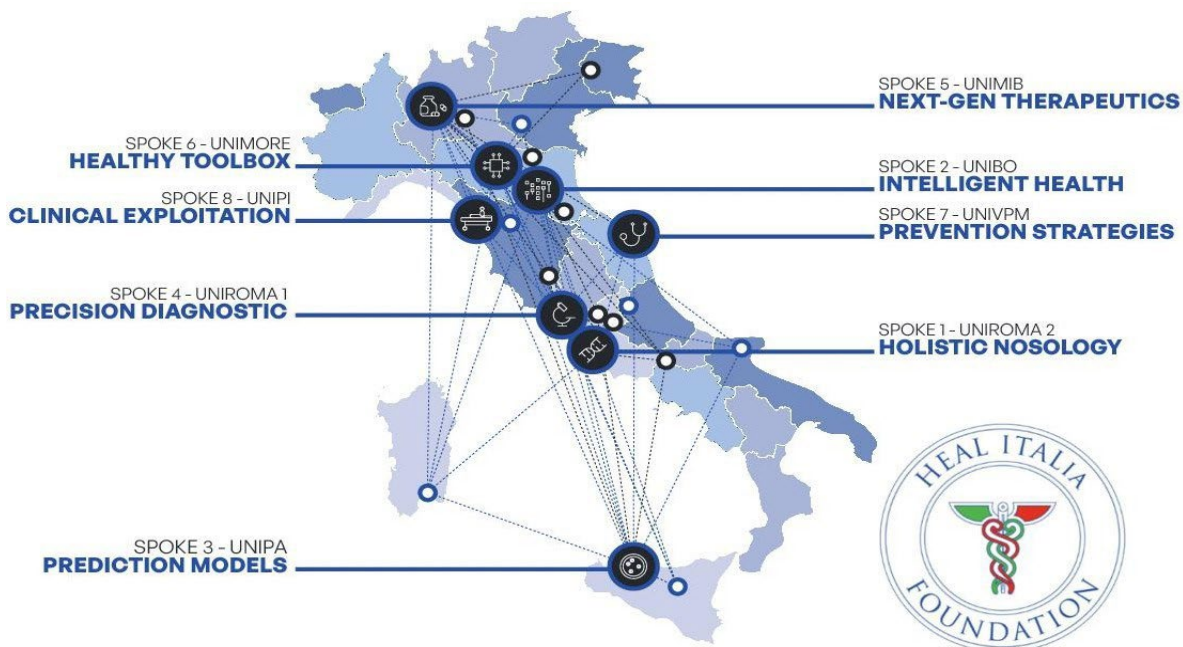 SPOKE 5 - UNIMIB
NEXT-GEN THERAPEUTICS
SPOKE 6 - UNIMORE
HEALTHY TOOLBOX
SPOKE 2 - UNIBO
INTELLIGENT HEALTH
SPOKE 8 - UNIPI
CLINICAL EXPLOITATION
SPOKE 7 - UNIVPM
PREVENTION STRATEGIES
SPOKE 4 - UNIROMA 1
PRECISION DIAGNOSTIC
SPOKE 1 - UNIROMA 2
HOLISTIC NOSOLOGY
SPOKE 3 - UNIPA
PREDICTION MODELS
HEAL ITALIA
FOUNDATION